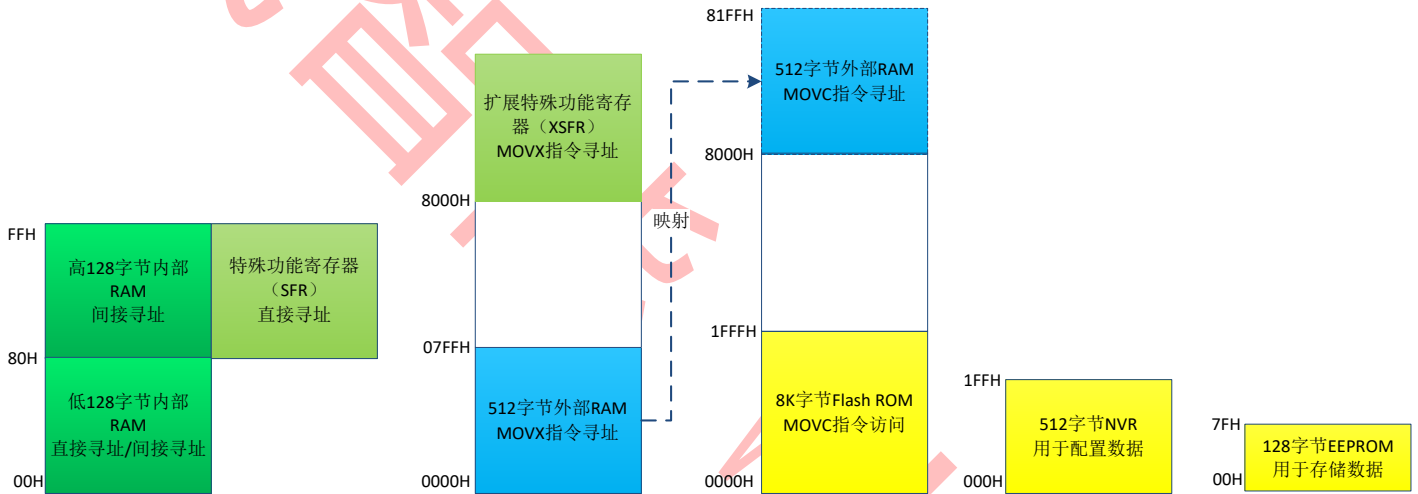 FFH
高128字节内部
RAM
间接寻址
特殊功能寄存器
（SFR）
直接寻址
80H
低128字节内部
RAM
直接寻址/间接寻址
00H
扩展特殊功能寄存
器（XSFR）
MOVX指令寻址
8000H
07FFH
512字节外部RAM
MOVX指令寻址
0000H
映射
81FFH
512字节外部RAM
MOVC指令寻址
8000H
1FFFH
8K字节Flash ROM
MOVC指令访问
0000H
1FFH
512字节NVR
用于配置数据
000H
7FH
128字节EEPROM
用于存储数据
00H